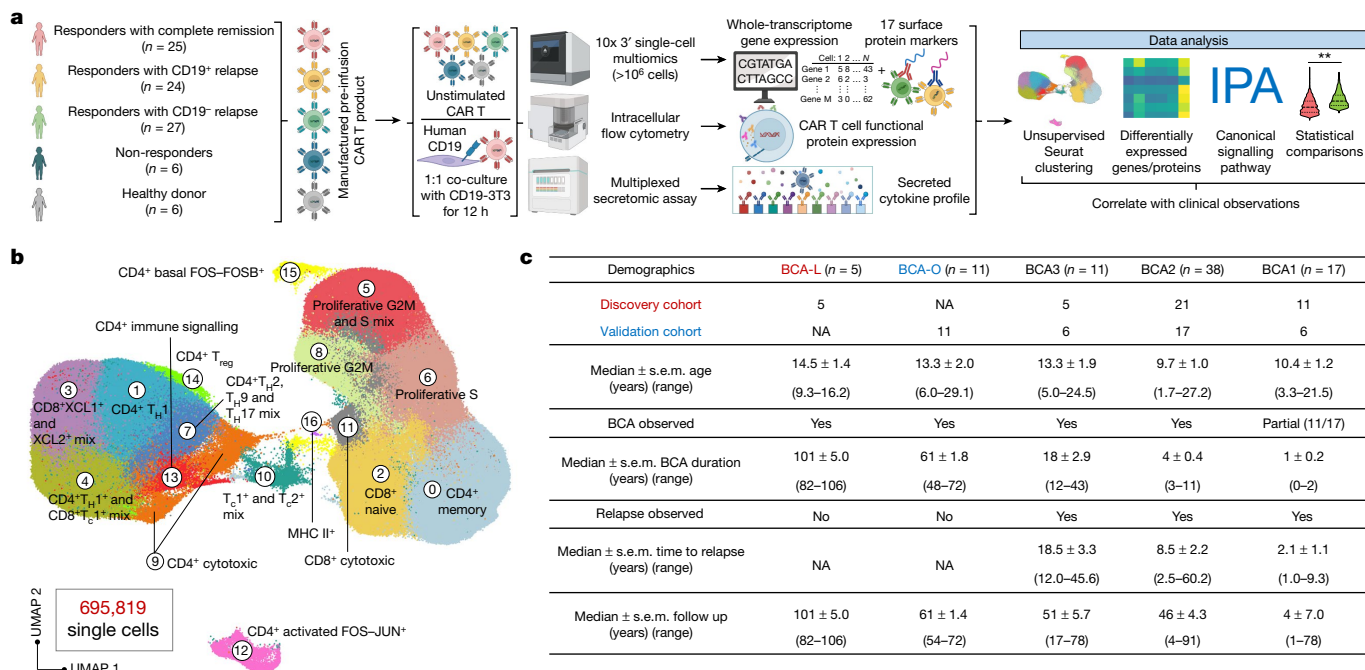 a
Responders with complete remission
(n = 25)
Responders with CD19⁺ relapse
(n = 24)
Responders with CD19⁻ relapse
(n = 27)
Non-responders
(n = 6)
Healthy donor
(n = 6)
Manufactured pre-infusion
CAR T product
Unstimulated
CAR T
Human
CD19
1:1 co-culture
with CD19-3T3
for 12 h
10x 3′ single-cell
multiomics
(>10⁶ cells)
Intracellular
flow cytometry
Multiplexed
secretomic assay
Whole-transcriptome
gene expression
CGTATGA
CTTAGCC
Cell: 1 2 ... N
Gene 1 5 8 ... 43
Gene 2 6 2 ... 3
Gene M 3 0 ... 62
+
17 surface
protein markers
CAR T cell functional
protein expression
Secreted
cytokine profile
Data analysis
IPA
**
Unsupervised
Seurat
clustering
Differentially
expressed
genes/proteins
Canonical
signalling
pathway
Statistical
comparisons
Correlate with clinical observations
b
CD4⁺ basal FOS–FOSB⁺
15
5
Proliferative G2M
and S mix
CD4⁺ immune signalling
CD4⁺ Treg
14
8
Proliferative G2M
6
Proliferative S
3
CD8⁺XCL1⁺
and
XCL2⁺ mix
1
CD4⁺ TH1
CD4⁺TH2,
TH9 and
TH17 mix
7
16
11
4
CD4⁺TH1⁺ and
CD8⁺Tc1⁺ mix
13
10
Tc1⁺ and Tc2⁺
mix
2
CD8⁺
naive
0
CD4⁺
memory
MHC II⁺
9
CD4⁺ cytotoxic
CD8⁺ cytotoxic
695,819
single cells
UMAP 2
UMAP 1
CD4⁺ activated FOS–JUN⁺
12
c
Demographics BCA-L (n = 5) BCA-O (n = 11) BCA3 (n = 11) BCA2 (n = 38) BCA1 (n = 17)
Discovery cohort 5 NA 5 21 11
Validation cohort NA 11 6 17 6
Median ± s.e.m. age 14.5 ± 1.4 13.3 ± 2.0 13.3 ± 1.9 9.7 ± 1.0 10.4 ± 1.2
(years) (range) (9.3–16.2) (6.0–29.1) (5.0–24.5) (1.7–27.2) (3.3–21.5)
BCA observed Yes Yes Yes Yes Partial (11/17)
Median ± s.e.m. BCA duration 101 ± 5.0 61 ± 1.8 18 ± 2.9 4 ± 0.4 1 ± 0.2
(years) (range) (82–106) (48–72) (12–43) (3–11) (0–2)
Relapse observed No No Yes Yes Yes
Median ± s.e.m. time to relapse NA NA 18.5 ± 3.3 8.5 ± 2.2 2.1 ± 1.1
(years) (range) (12.0–45.6) (2.5–60.2) (1.0–9.3)
Median ± s.e.m. follow up 101 ± 5.0 61 ± 1.4 51 ± 5.7 46 ± 4.3 4 ± 7.0
(years) (range) (82–106) (54–72) (17–78) (4–91) (1–78)